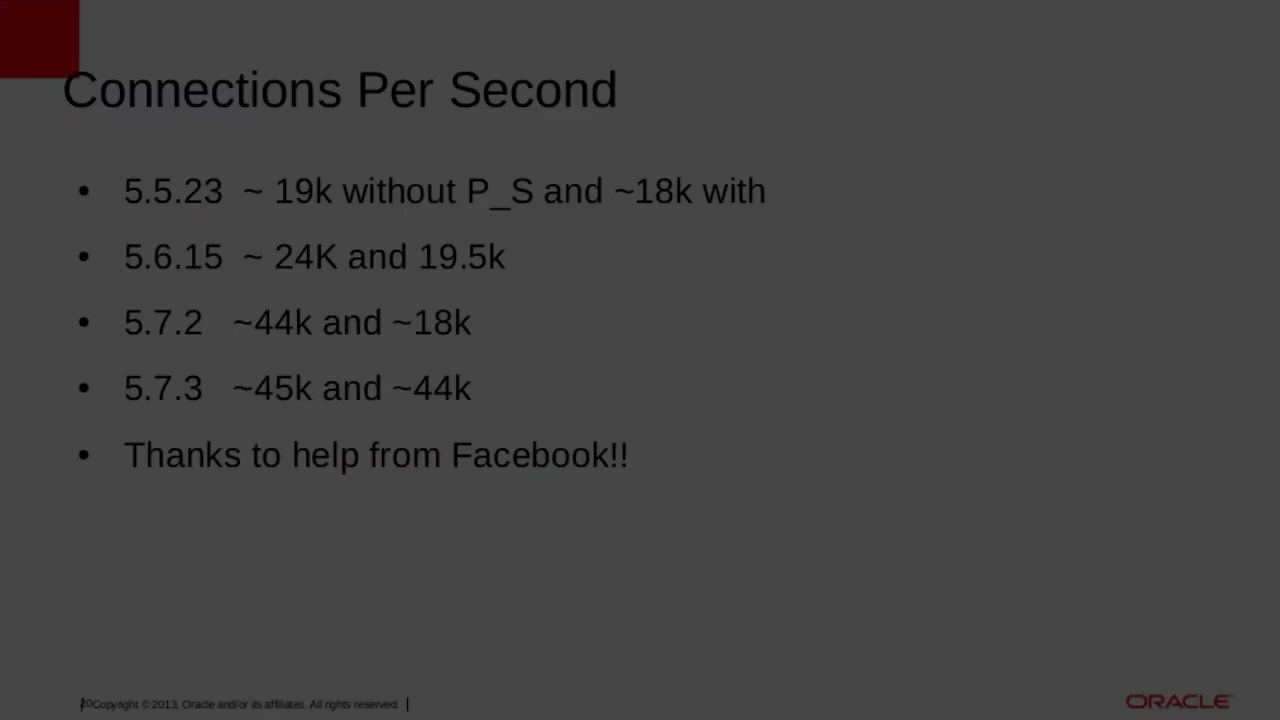 Connections Per Second
• 5.5.23 ~ 19k without P_S and ~18k with
• 5.6.15 ~ 24K and 19.5k
• 5.7.2 ~44k and ~18k
• 5.7.3 ~45k and ~44k
• Thanks to help from Facebook!!
20 Copyright © 2013, Oracle and/or its affiliates. All rights reserved.
ORACLE